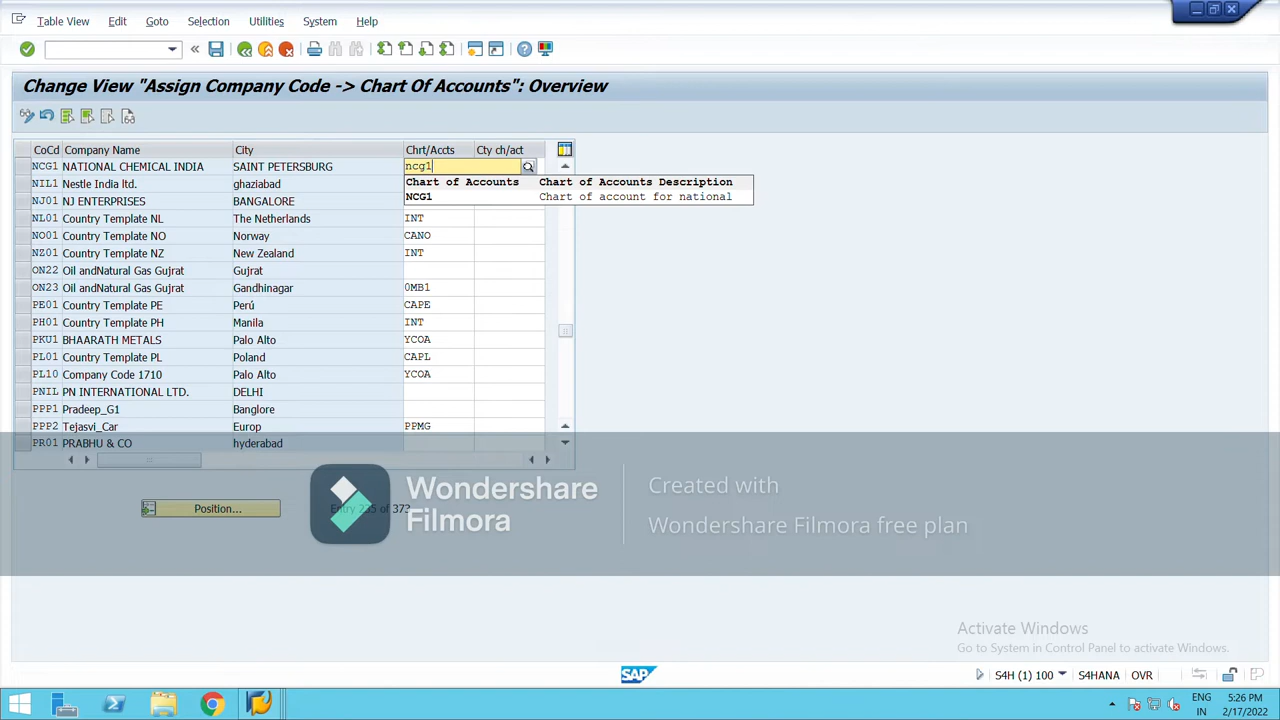 Table View Edit Goto Selection Utilities System Help
Change View "Assign Company Code -> Chart Of Accounts": Overview
CoCd Company Name City Chrt/Accts Cty ch/act
NCG1 NATIONAL CHEMICAL INDIA SAINT PETERSBURG ncg1
NIL1 Nestle India ltd. ghaziabad
Chart of Accounts Chart of Accounts Description
NCG1 Chart of account for national
NJ01 NJ ENTERPRISES BANGALORE
NL01 Country Template NL The Netherlands INT
NO01 Country Template NO Norway CANO
NZ01 Country Template NZ New Zealand INT
ON22 Oil andNatural Gas Gujrat Gujrat
ON23 Oil andNatural Gas Gujrat Gandhinagar 0MB1
PE01 Country Template PE Perú CAPE
PH01 Country Template PH Manila INT
PKU1 BHAARATH METALS Palo Alto YCOA
PL01 Country Template PL Poland CAPL
PL10 Company Code 1710 Palo Alto YCOA
PNIL PN INTERNATIONAL LTD. DELHI
PPP1 Pradeep_G1 Banglore
PPP2 Tejasvi_Car Europ PPMG
PR01 PRABHU & CO hyderabad
Position... Entry 235 of 373
Wondershare
Filmora
Created with
Wondershare Filmora free plan
Activate Windows
Go to System in Control Panel to activate Windows.
SAP S4H (1) 100 S4HANA OVR
ENG 5:26 PM
IN 2/17/2022